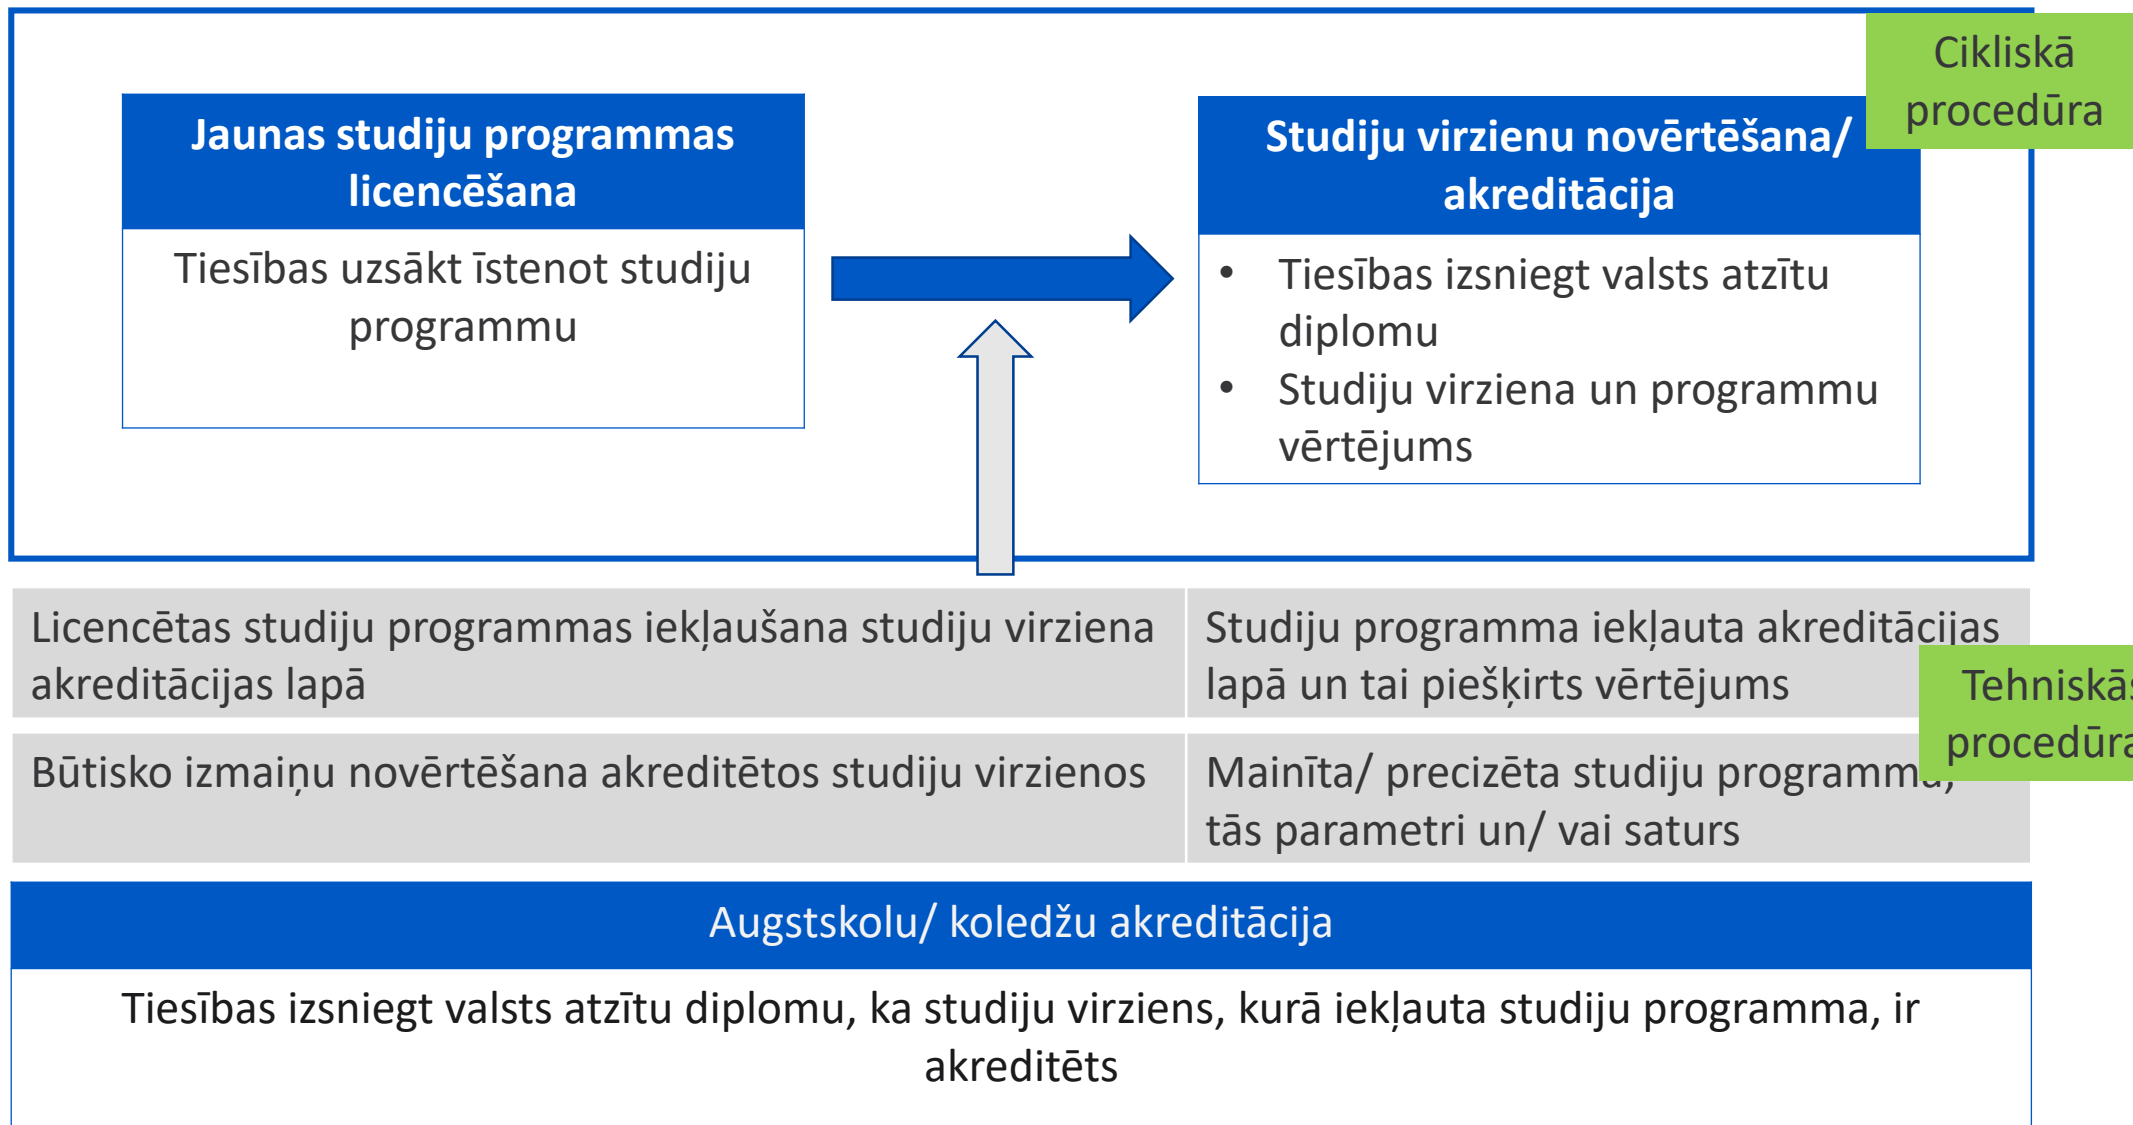 Cikliskā
procedūra
Jaunas studiju programmas
licencēšana
Tiesības uzsākt īstenot studiju
programmu
Studiju virzienu novērtēšana/
akreditācija
• Tiesības izsniegt valsts atzītu
diplomu
• Studiju virziena un programmu
vērtējums
Licencētas studiju programmas iekļaušana studiju virziena
akreditācijas lapā
Studiju programma iekļauta akreditācijas
lapā un tai piešķirts vērtējums
Tehniskās
procedūra
Būtisko izmaiņu novērtēšana akreditētos studiju virzienos
Mainīta/ precizēta studiju programma,
tās parametri un/ vai saturs
Augstskolu/ koledžu akreditācija
Tiesības izsniegt valsts atzītu diplomu, ka studiju virziens, kurā iekļauta studiju programma, ir
akreditēts